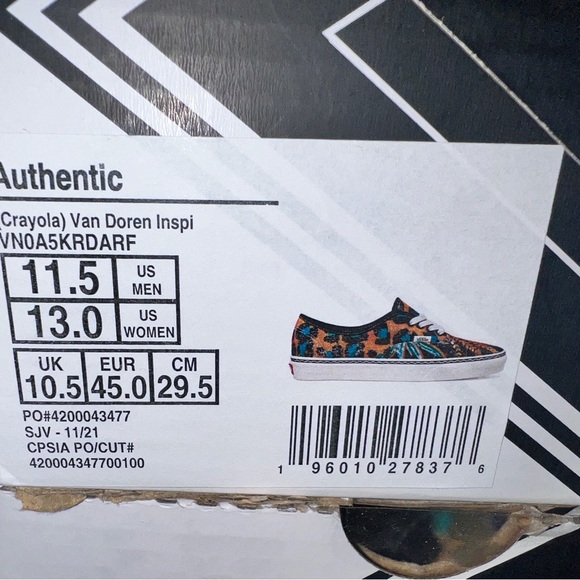 Authentic
(Crayola) Van Doren Inspi
VN0A5KRDARF
11.5 US MEN
13.0 US WOMEN
UK EUR CM
10.5 45.0 29.5
PO#4200043477
SJV - 11/21
CPSIA PO/CUT#
420004347700100
1 96010 27837 6